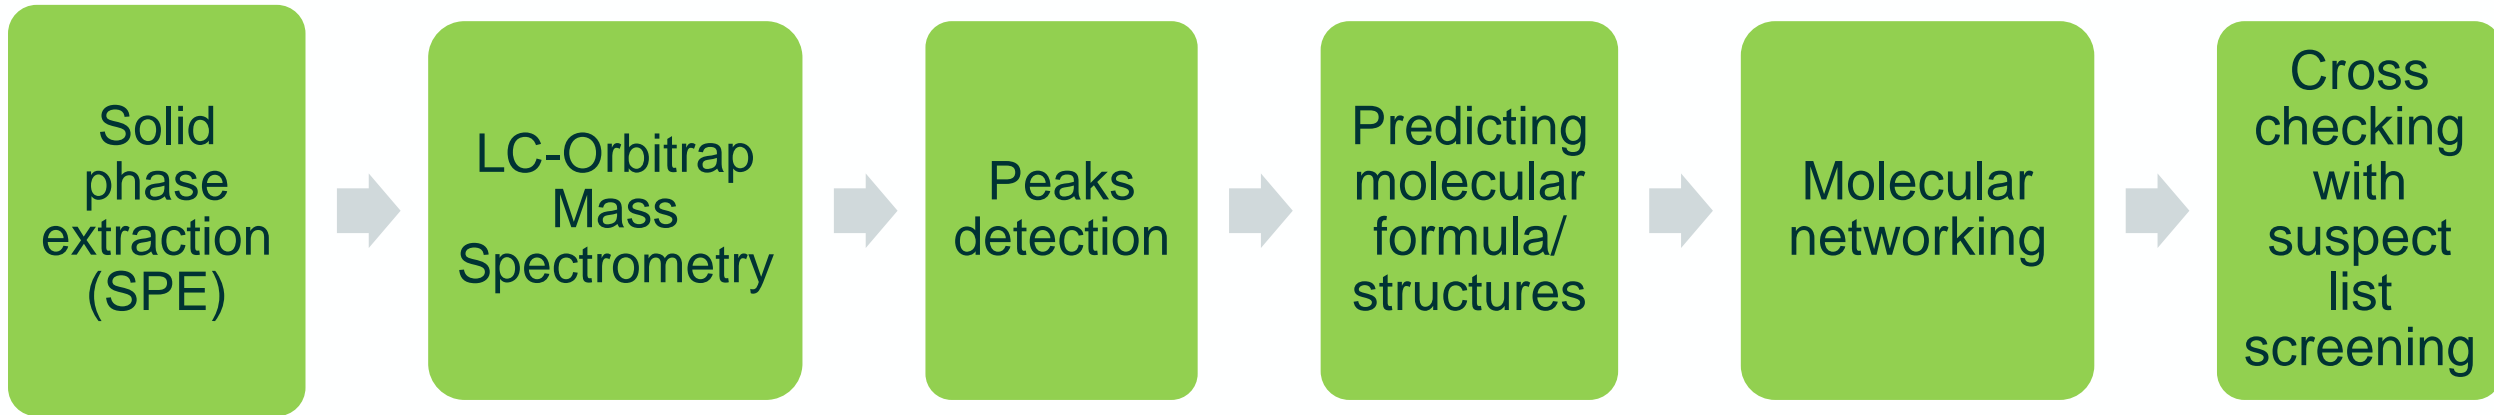 Solid
phase
extraction
(SPE)
LC-Orbitrap
Mass
Spectrometry
Peaks
detection
Predicting
molecular
formula/
structures
Molecular
networking
Cross
checking
with
suspect
list
screening